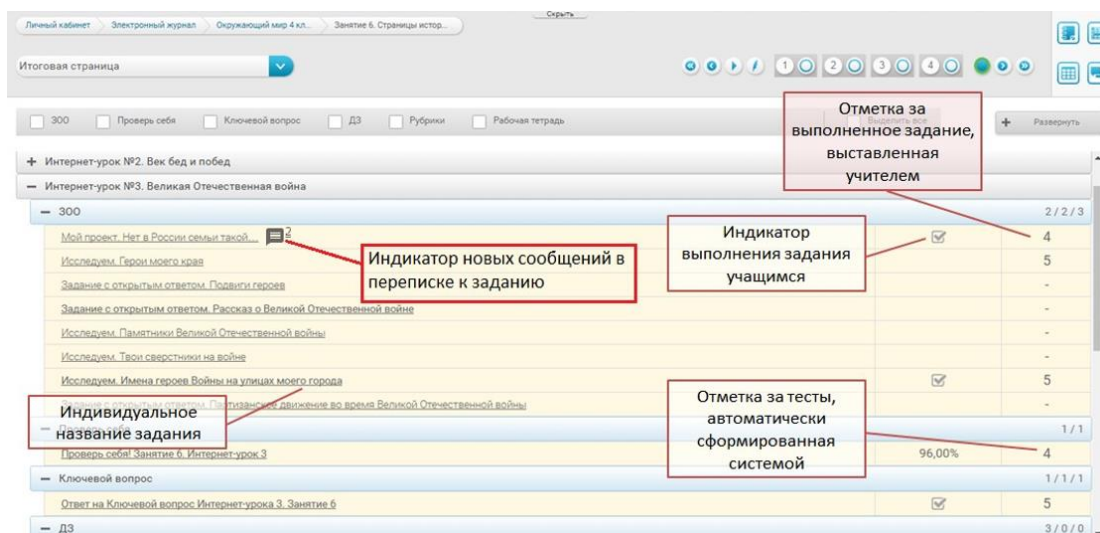 Скрыть
Личный кабинет Электронный журнал Окружающий мир 4 кл... Занятие 6. Страницы истор...
Итоговая страница
1 2 3 4
ЗОО Проверь себя Ключевой вопрос ДЗ Рубрики Рабочая тетрадь Выделить все + Развернуть
Отметка за
выполненное задание,
выставленная
учителем
+ Интернет-урок №2. Век бед и побед
− Интернет-урок №3. Великая Отечественная война
− ЗОО 2/2/3
Мой проект. Нет в России семьи такой.... 2 4
Индикатор
выполнения задания
учащимся
Индикатор новых сообщений в
переписке к заданию
Исследуем. Герои моего края 5
Задание с открытым ответом. Подвиги героев -
Задание с открытым ответом. Рассказ о Великой Отечественной войне -
Исследуем. Памятники Великой Отечественной войны -
Исследуем. Твои сверстники на войне -
Исследуем. Имена героев Войны на улицах моего города 5
Задание с открытым ответом. Партизанское движение во время Великой Отечественной войны -
Индивидуальное
название задания
Отметка за тесты,
автоматически
сформированная
системой
− Проверь себя 1/1
Проверь себя! Занятие 6. Интернет-урок 3 96,00% 4
− Ключевой вопрос 1/1/1
Ответ на Ключевой вопрос Интернет-урока 3. Занятие 6 5
− ДЗ 3/0/0